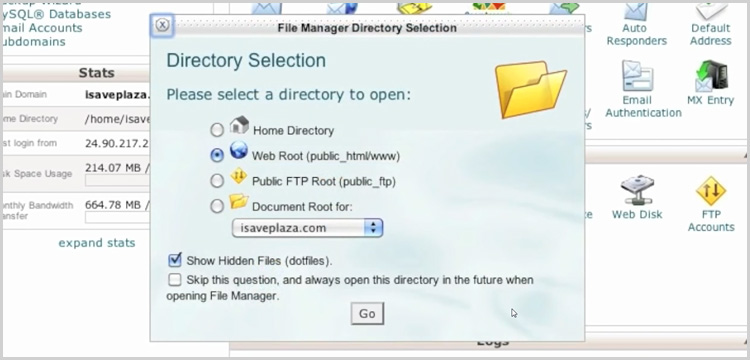 ySQL® Databases
mail Accounts
ubdomains
Stats
ain Domain
isaveplaza.
me Directory
/home/isave
st login from
24.90.217.2
sk Space Usage
214.07 MB /
onthly Bandwidth
ansfer
664.78 MB /
expand stats
File Manager Directory Selection
Directory Selection
Please select a directory to open:
Home Directory
Web Root (public_html/www)
Public FTP Root (public_ftp)
Document Root for:
isaveplaza.com
Show Hidden Files (dotfiles).
Skip this question, and always open this directory in the future when
opening File Manager.
Go
Auto
Responders
Default
Address
Email
Authentication
MX Entry
Web Disk
FTP
Accounts
Logs